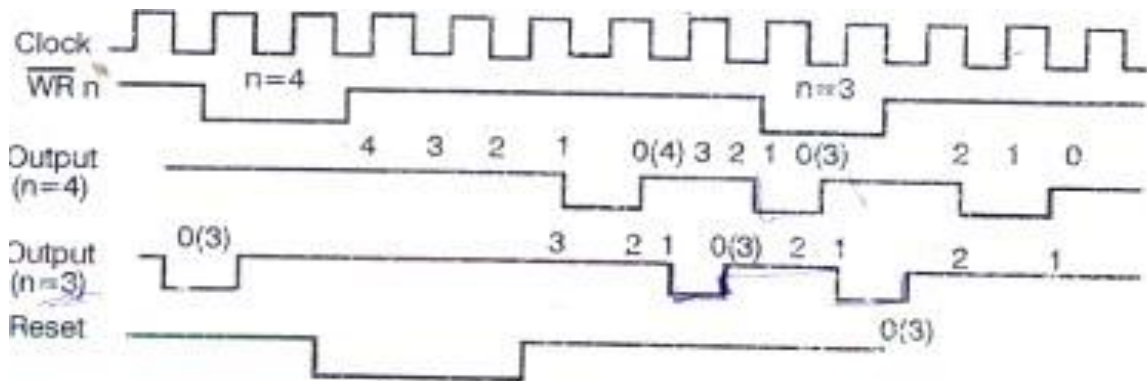 Clock
WR n n=4 n=3
4 3 2 1 0(4) 3 2 1 0(3) 2 1 0
Output
(n=4)
0(3) 3 2 1 0(3) 2 1 2 1
Output
(n=3)
Reset 0(3)